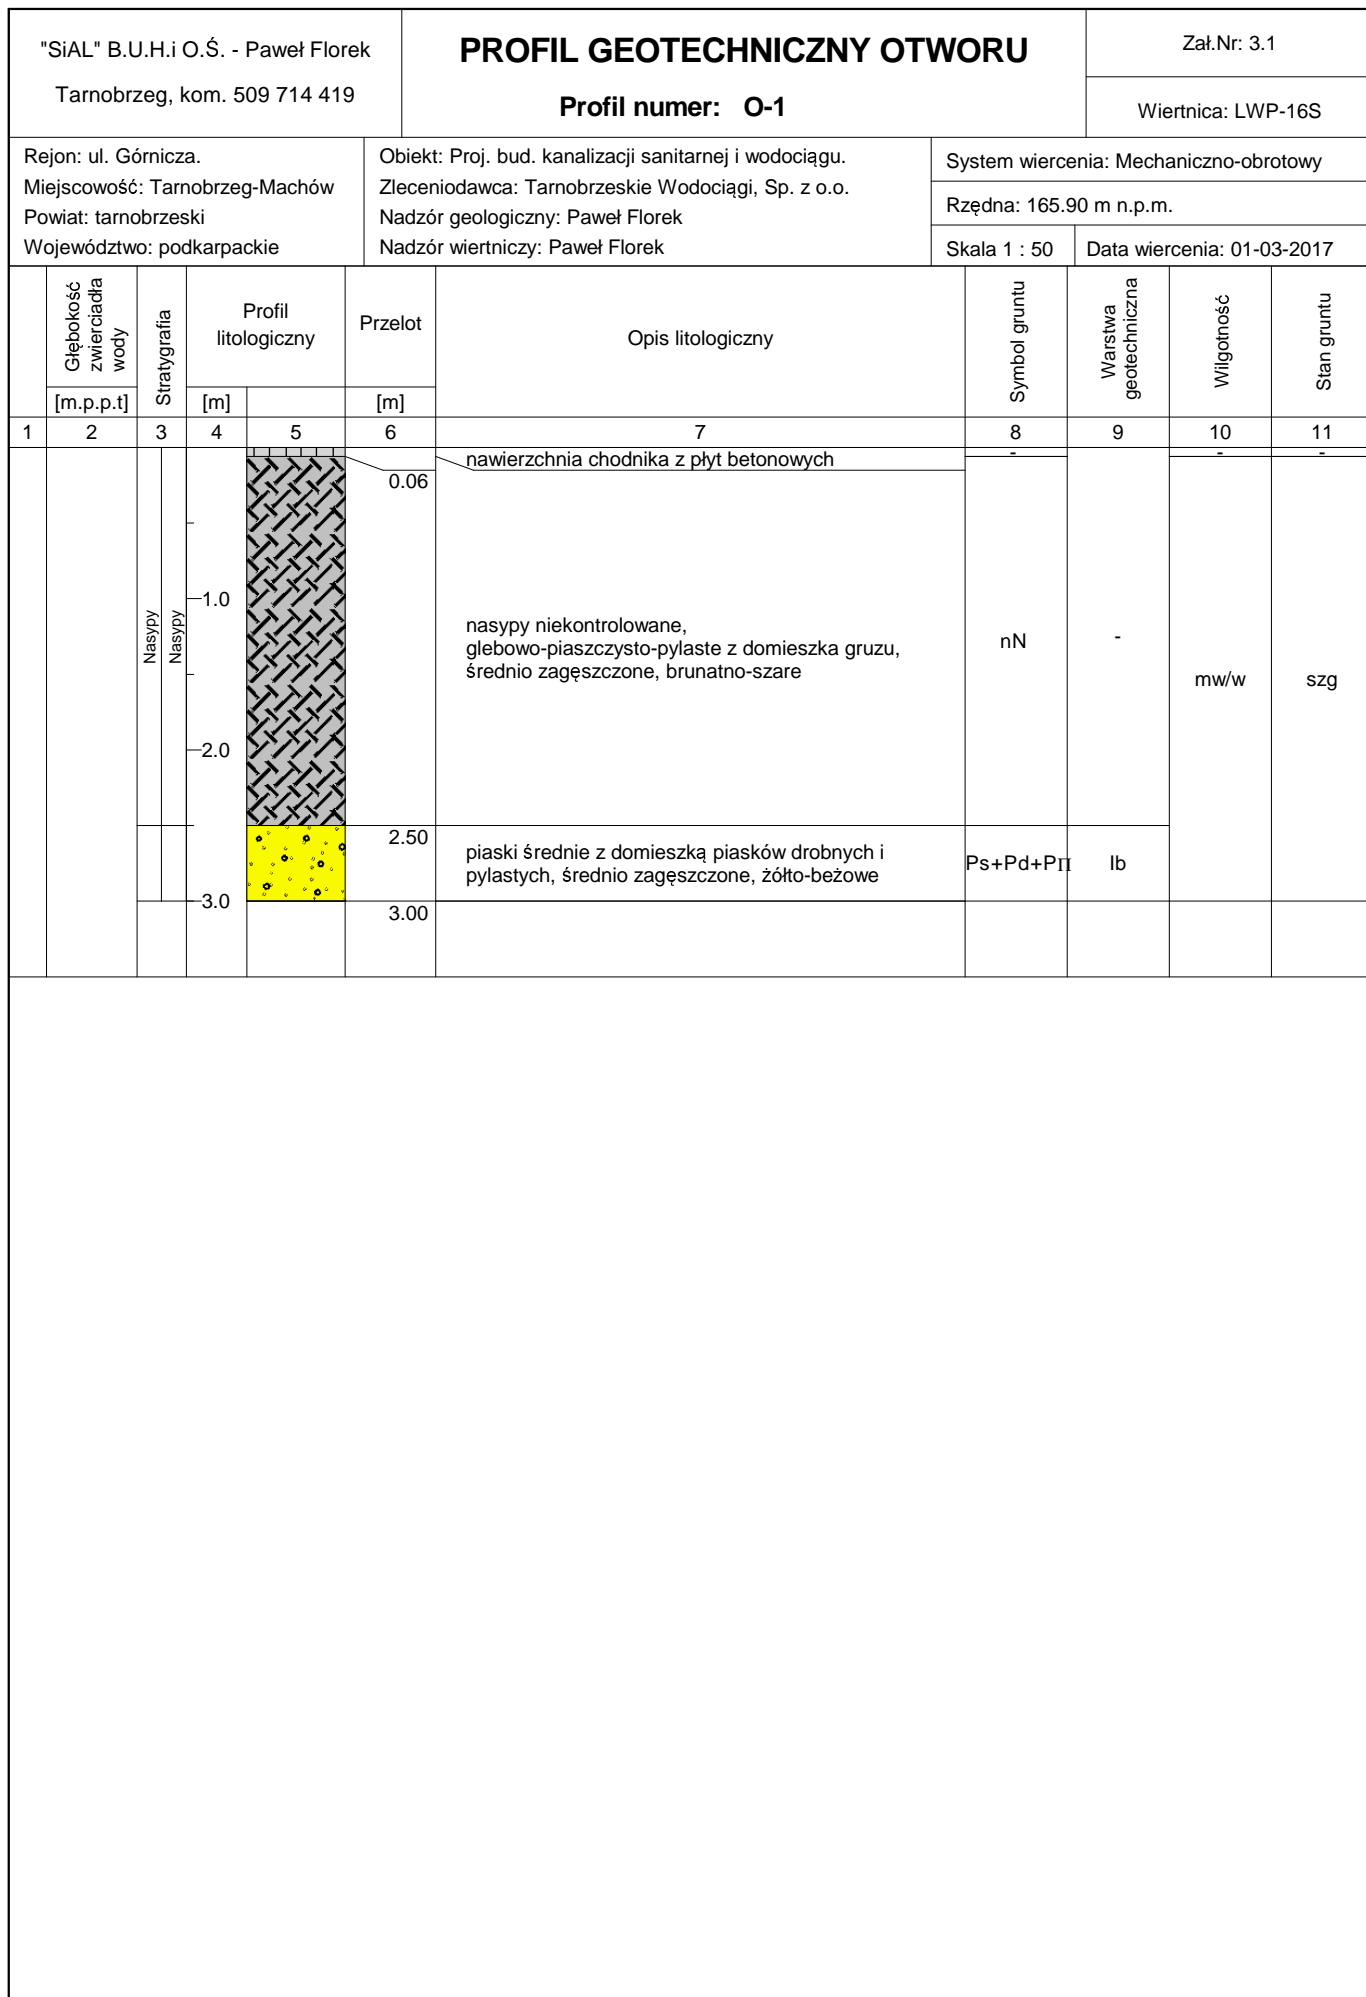 "SiAL" B.U.H.i O.Ś. - Paweł Florek
Tarnobrzeg, kom. 509 714 419
PROFIL GEOTECHNICZNY OTWORU
Profil numer: O-1
Zał.Nr: 3.1
Wiertnica: LWP-16S
Rejon: ul. Górnicza.
Miejscowość: Tarnobrzeg-Machów
Powiat: tarnobrzeski
Województwo: podkarpackie
Obiekt: Proj. bud. kanalizacji sanitarnej i wodociągu.
Zleceniodawca: Tarnobrzeskie Wodociągi, Sp. z o.o.
Nadzór geologiczny: Paweł Florek
Nadzór wiertniczy: Paweł Florek
System wiercenia: Mechaniczno-obrotowy
Rzędna: 165.90 m n.p.m.
Skala 1 : 50
Data wiercenia: 01-03-2017
Głębokość
zwierciadła
wody
[m.p.p.t]
Stratygrafia
Profil
litologiczny
[m]
Przelot
[m]
Opis litologiczny
Symbol gruntu
Warstwa
geotechniczna
Wilgotność
Stan gruntu
1 2 3 4 5 6 7 8 9 10 11
nawierzchnia chodnika z płyt betonowych
- - -
0.06
Nasypy
Nasypy
1.0
2.0
3.0
nasypy niekontrolowane,
glebowo-piaszczysto-pylaste z domieszka gruzu,
średnio zagęszczone, brunatno-szare
nN
-
mw/w
szg
2.50
piaski średnie z domieszką piasków drobnych i
pylastych, średnio zagęszczone, żółto-beżowe
Ps+Pd+PΠ
Ib
3.00